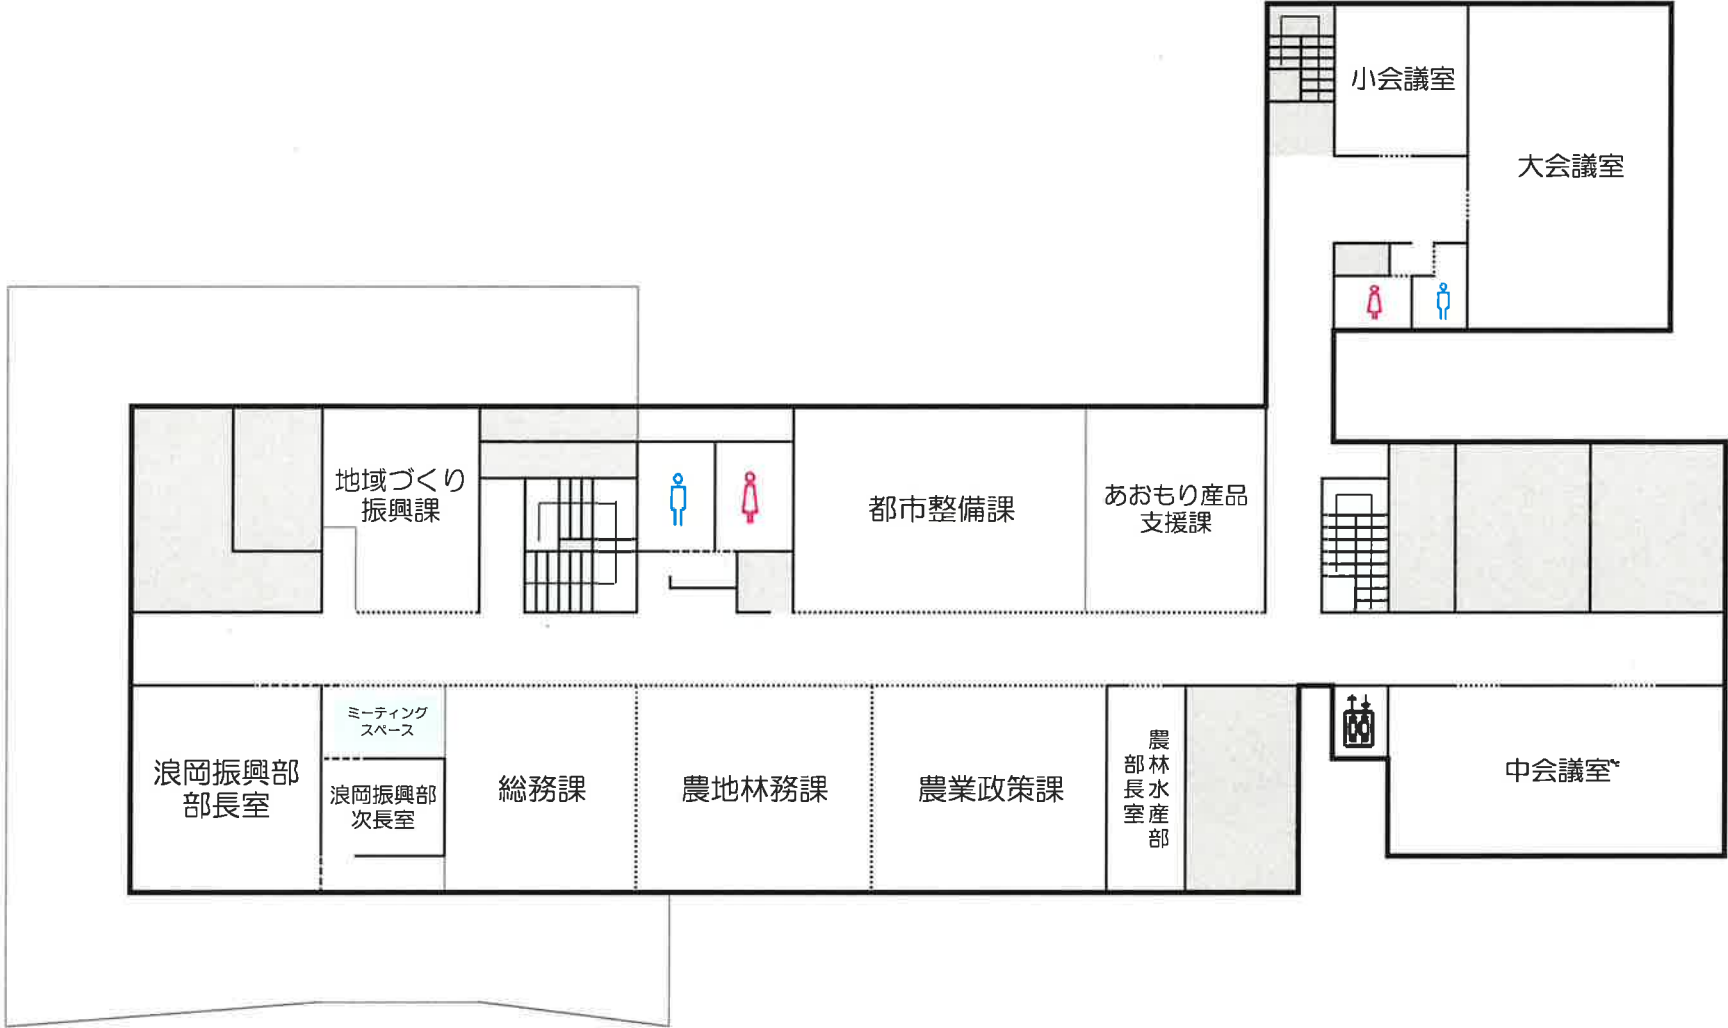 小会議室
大会議室
地域づくり
振興課
都市整備課
あおもり産品
支援課
浪岡振興部
部長室
ミーティング
スペース
浪岡振興部
次長室
総務課
農地林務課
農業政策課
農林水産部
部長室
中会議室